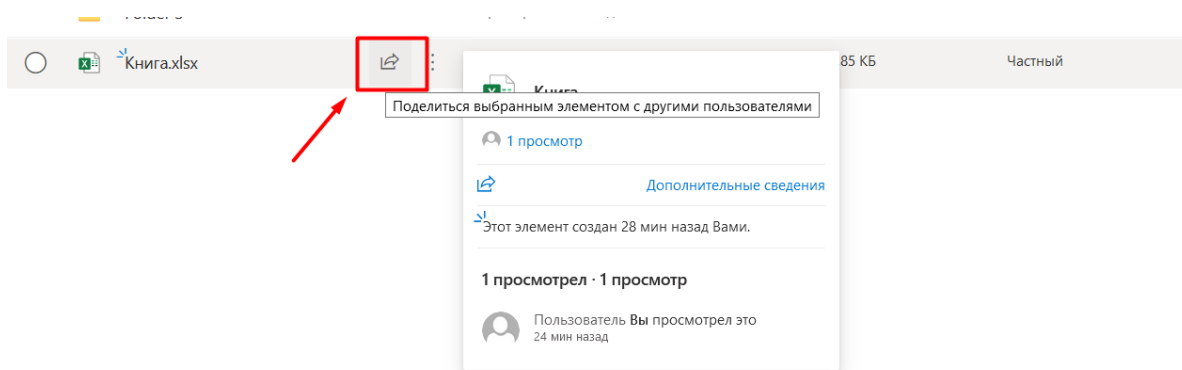 Книга.xlsx
85 КБ
Частный
Книга
Поделиться выбранным элементом с другими пользователями
1 просмотр
Дополнительные сведения
Этот элемент создан 28 мин назад Вами.
1 просмотрел · 1 просмотр
Пользователь Вы просмотрел это
24 мин назад